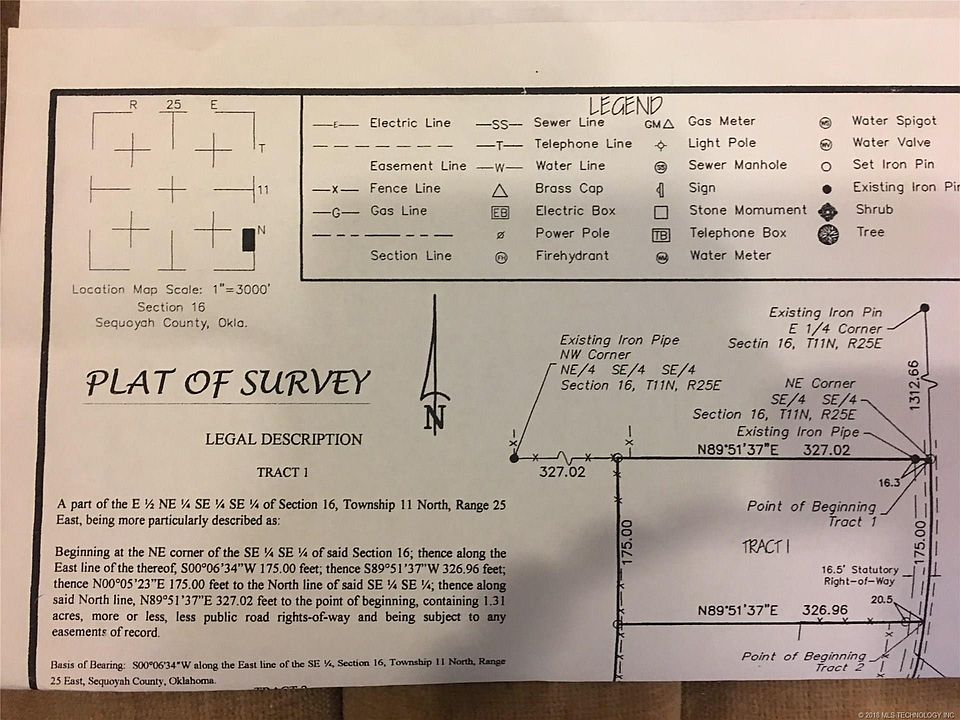 R 25 E
T
11
N
Location Map Scale: 1"=3000'
Section 16
Sequoyah County, Okla.
LEGEND
E Electric Line
SS Sewer Line
GM Gas Meter
WS Water Spigot
T Telephone Line
Light Pole
Water Valve
Easement Line
W Water Line
Sewer Manhole
Set Iron Pin
X Fence Line
Brass Cap
Sign
Existing Iron Pin
G Gas Line
EB Electric Box
Stone Momument
Shrub
Power Pole
TB Telephone Box
Tree
Section Line
FH Firehydrant
WM Water Meter
PLAT OF SURVEY
N
LEGAL DESCRIPTION
TRACT 1
A part of the E ½ NE ¼ SE ¼ SE ¼ of Section 16, Township 11 North, Range 25
East, being more particularly described as:
Beginning at the NE corner of the SE ¼ SE ¼ of said Section 16; thence along the
East line of the thereof, S00°06'34"W 175.00 feet; thence S89°51'37"W 326.96 feet;
thence N00°05'23"E 175.00 feet to the North line of said SE ¼ SE ¼; thence along
said North line, N89°51'37"E 327.02 feet to the point of beginning, containing 1.31
acres, more or less, less public road rights-of-way and being subject to any
easements of record.
Basis of Bearing: S00°06'34"W along the East line of the SE ¼, Section 16, Township 11 North, Range
25 East, Sequoyah County, Oklahoma.
Existing Iron Pipe
NW Corner
NE/4 SE/4 SE/4
Section 16, T11N, R25E
Existing Iron Pin
E 1/4 Corner
Sectin 16, T11N, R25E
1312.66
NE Corner
SE/4 SE/4
Section 16, T11N, R25E
Existing Iron Pipe
327.02
N89°51'37"E 327.02
16.3
Point of Beginning
Tract 1
175.00
TRACT 1
175.00
16.5' Statutory
Right-of-Way
20.5
N89°51'37"E 326.96
Point of Beginning
Tract 2
© 2018 MLS TECHNOLOGY, INC